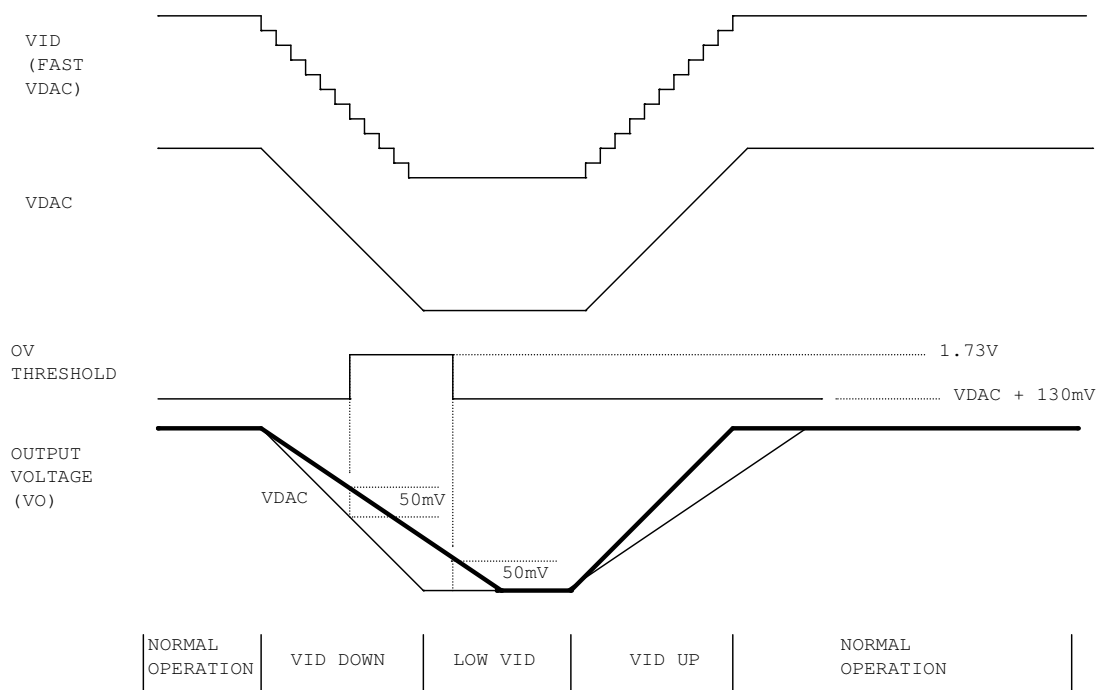 VID
(FAST
VDAC)
VDAC
OV
THRESHOLD
1.73V
VDAC + 130mV
OUTPUT
VOLTAGE
(VO)
VDAC
50mV
50mV
NORMAL
OPERATION
VID DOWN
LOW VID
VID UP
NORMAL
OPERATION